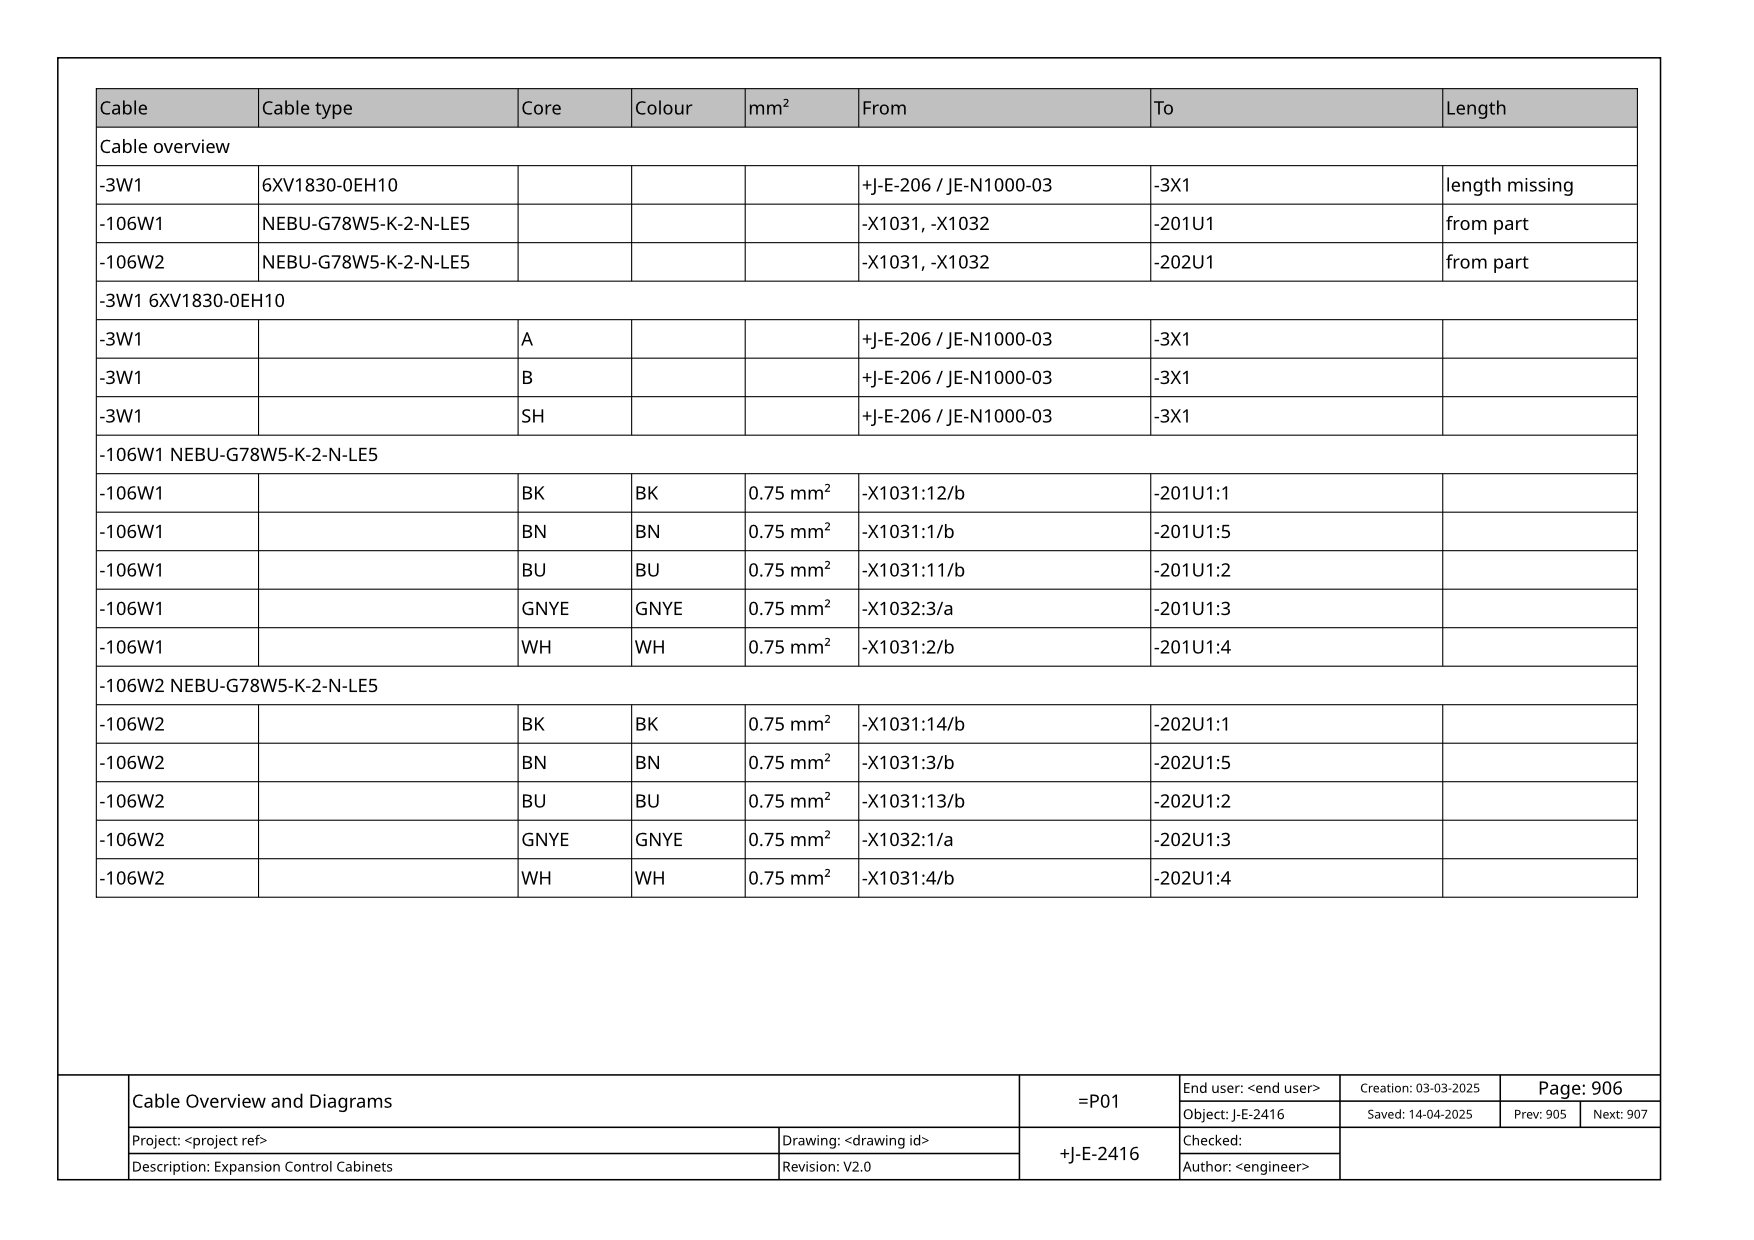 Cable Cable type Core Colour mm² From To Length
Cable overview
-3W1 6XV1830-0EH10 +J-E-206 / JE-N1000-03 -3X1 length missing
-106W1 NEBU-G78W5-K-2-N-LE5 -X1031, -X1032 -201U1 from part
-106W2 NEBU-G78W5-K-2-N-LE5 -X1031, -X1032 -202U1 from part
-3W1 6XV1830-0EH10
-3W1 A +J-E-206 / JE-N1000-03 -3X1
-3W1 B +J-E-206 / JE-N1000-03 -3X1
-3W1 SH +J-E-206 / JE-N1000-03 -3X1
-106W1 NEBU-G78W5-K-2-N-LE5
-106W1 BK BK 0.75 mm² -X1031:12/b -201U1:1
-106W1 BN BN 0.75 mm² -X1031:1/b -201U1:5
-106W1 BU BU 0.75 mm² -X1031:11/b -201U1:2
-106W1 GNYE GNYE 0.75 mm² -X1032:3/a -201U1:3
-106W1 WH WH 0.75 mm² -X1031:2/b -201U1:4
-106W2 NEBU-G78W5-K-2-N-LE5
-106W2 BK BK 0.75 mm² -X1031:14/b -202U1:1
-106W2 BN BN 0.75 mm² -X1031:3/b -202U1:5
-106W2 BU BU 0.75 mm² -X1031:13/b -202U1:2
-106W2 GNYE GNYE 0.75 mm² -X1032:1/a -202U1:3
-106W2 WH WH 0.75 mm² -X1031:4/b -202U1:4
Cable Overview and Diagrams
Project: <project ref> Drawing: <drawing id>
Description: Expansion Control Cabinets Revision: V2.0
=P01
+J-E-2416
End user: <end user> Creation: 03-03-2025 Page: 906
Object: J-E-2416 Saved: 14-04-2025 Prev: 905 Next: 907
Checked:
Author: <engineer>